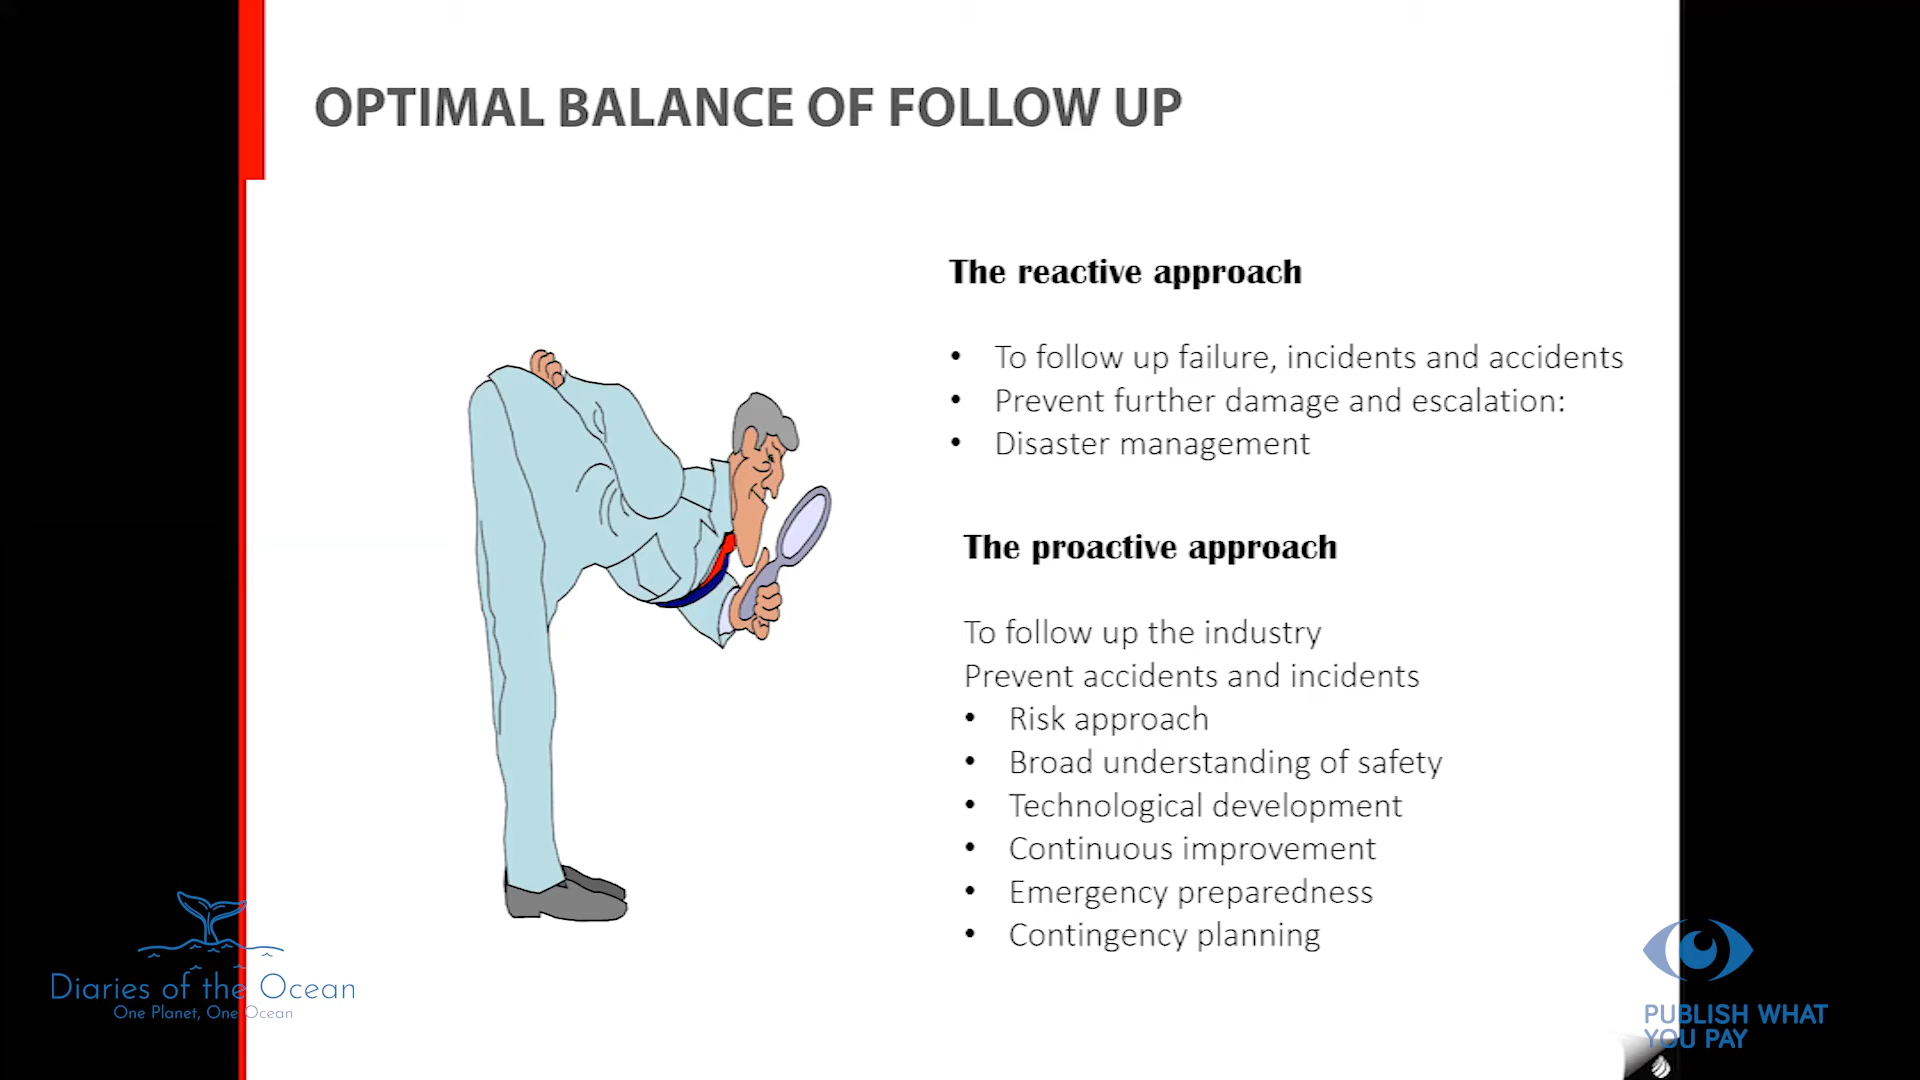 OPTIMAL BALANCE OF FOLLOW UP
The reactive approach
• To follow up failure, incidents and accidents
• Prevent further damage and escalation:
• Disaster management
The proactive approach
To follow up the industry
Prevent accidents and incidents
• Risk approach
• Broad understanding of safety
• Technological development
• Continuous improvement
• Emergency preparedness
• Contingency planning
Diaries of the Ocean
One Planet, One Ocean
PUBLISH WHAT
YOU PAY